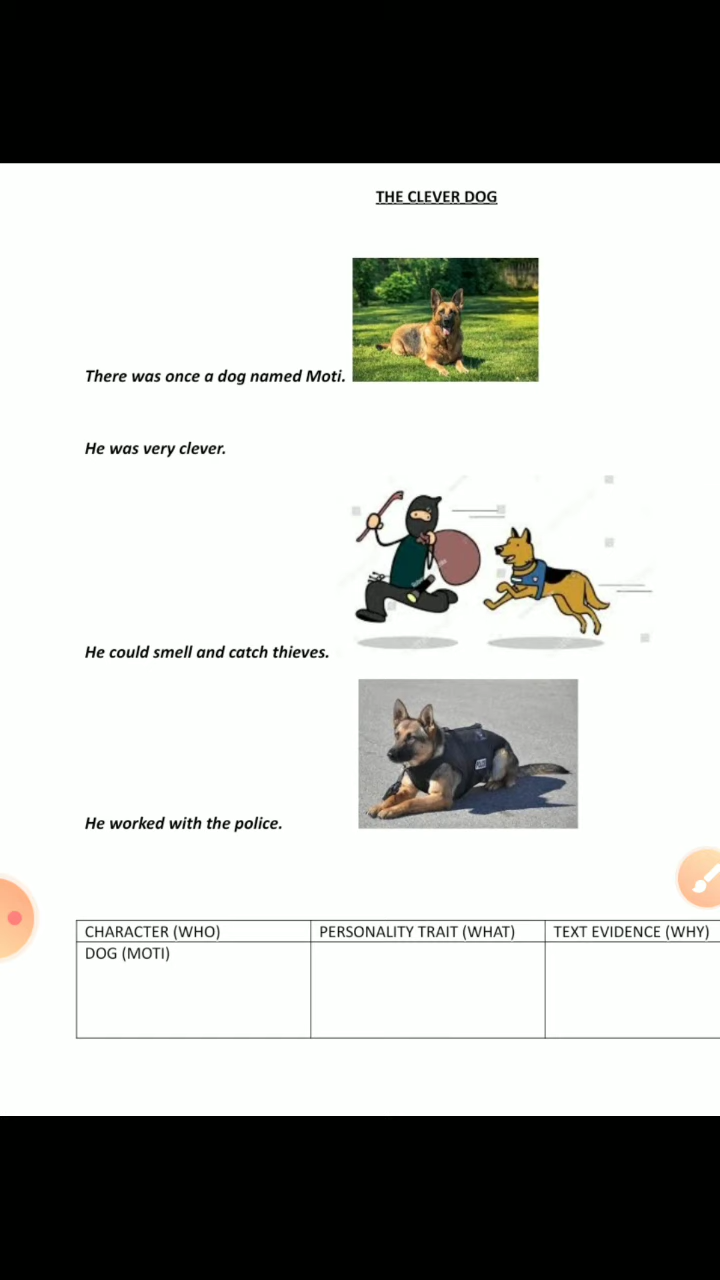 THE CLEVER DOG
There was once a dog named Moti.
He was very clever.
He could smell and catch thieves.
He worked with the police.
CHARACTER (WHO) PERSONALITY TRAIT (WHAT) TEXT EVIDENCE (WHY)
DOG (MOTI)